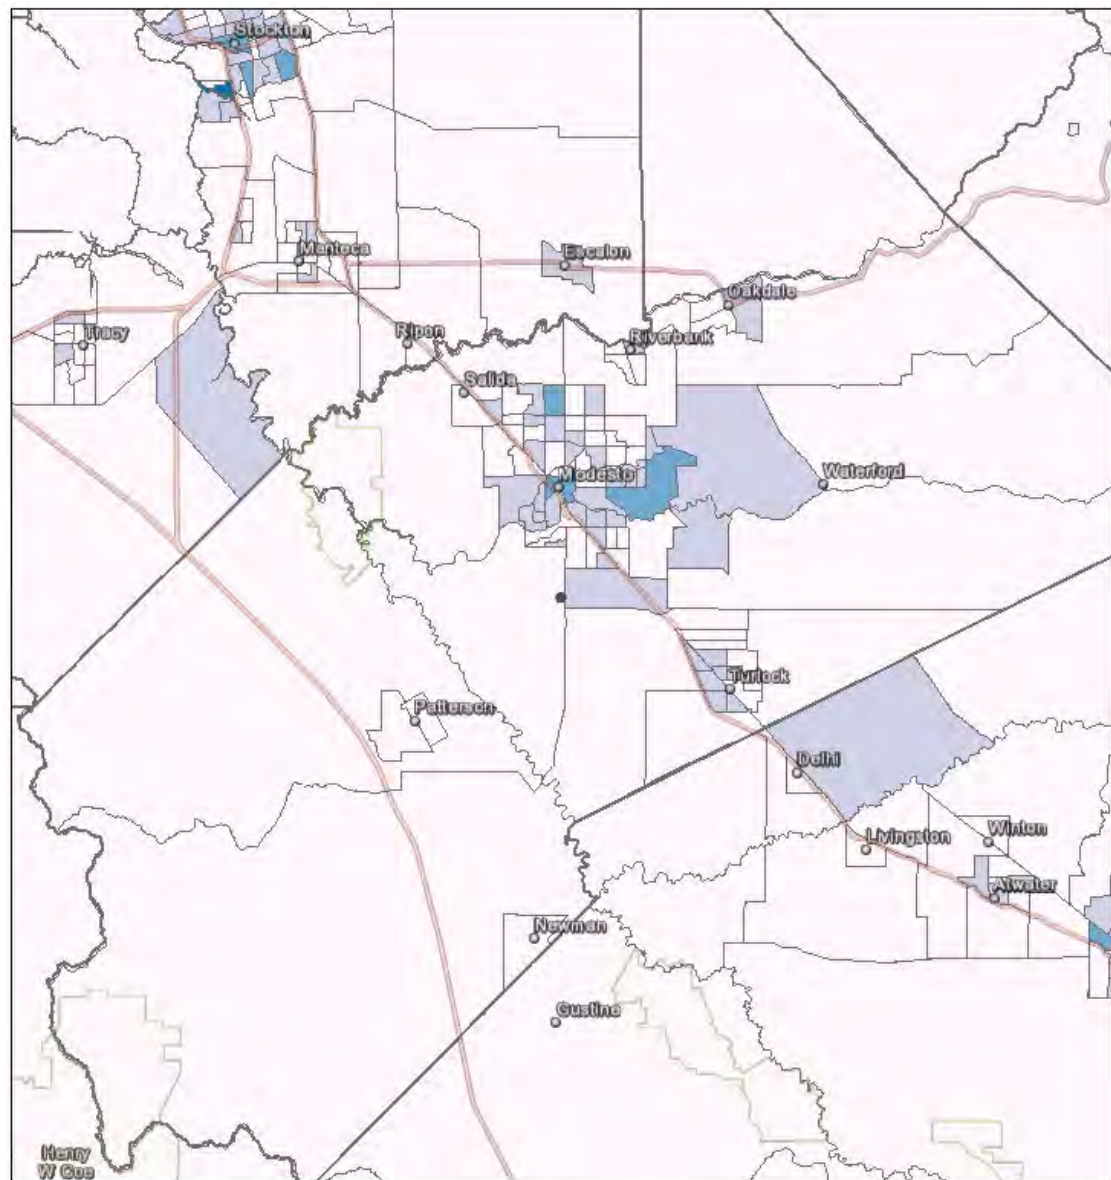 Stockton
Manteca
Escalon
Oakdale
Tracy
Ripon
Riverbank
Salida
Modesto
Waterford
Turlock
Patterson
Delhi
Livingston
Winton
Atwater
Newman
Gustine
Henry
W Coe